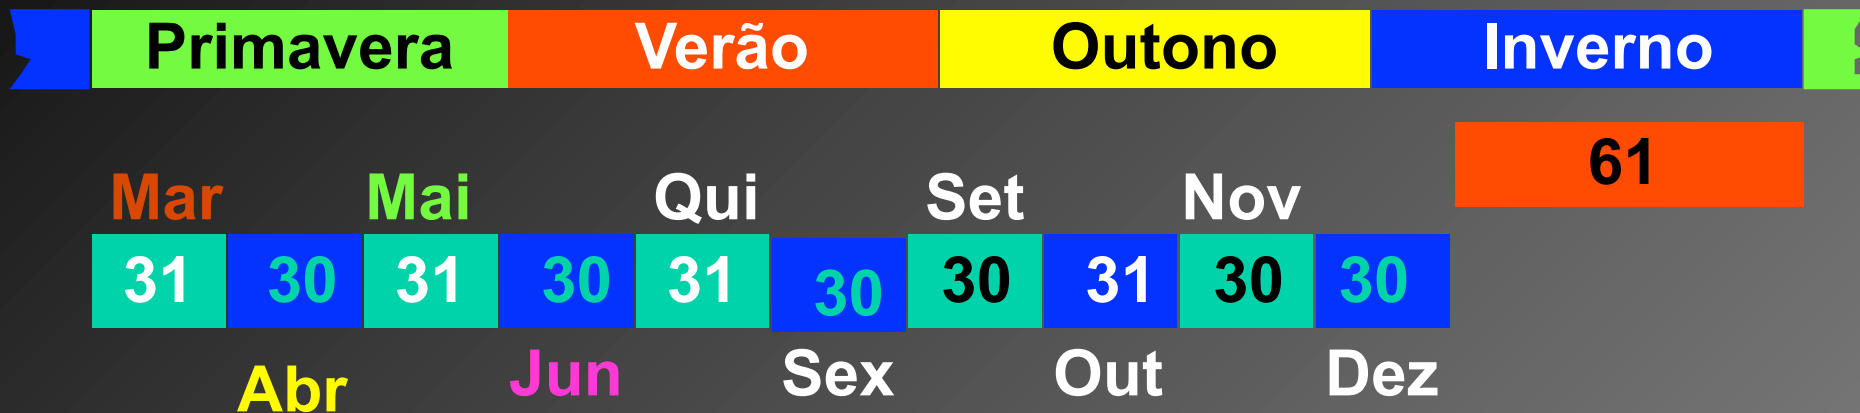 Primavera Verão Outono Inverno
61
Mar Mai Qui Set Nov
31 30 31 30 31 30 30 31 30 30
Abr Jun Sex Out Dez